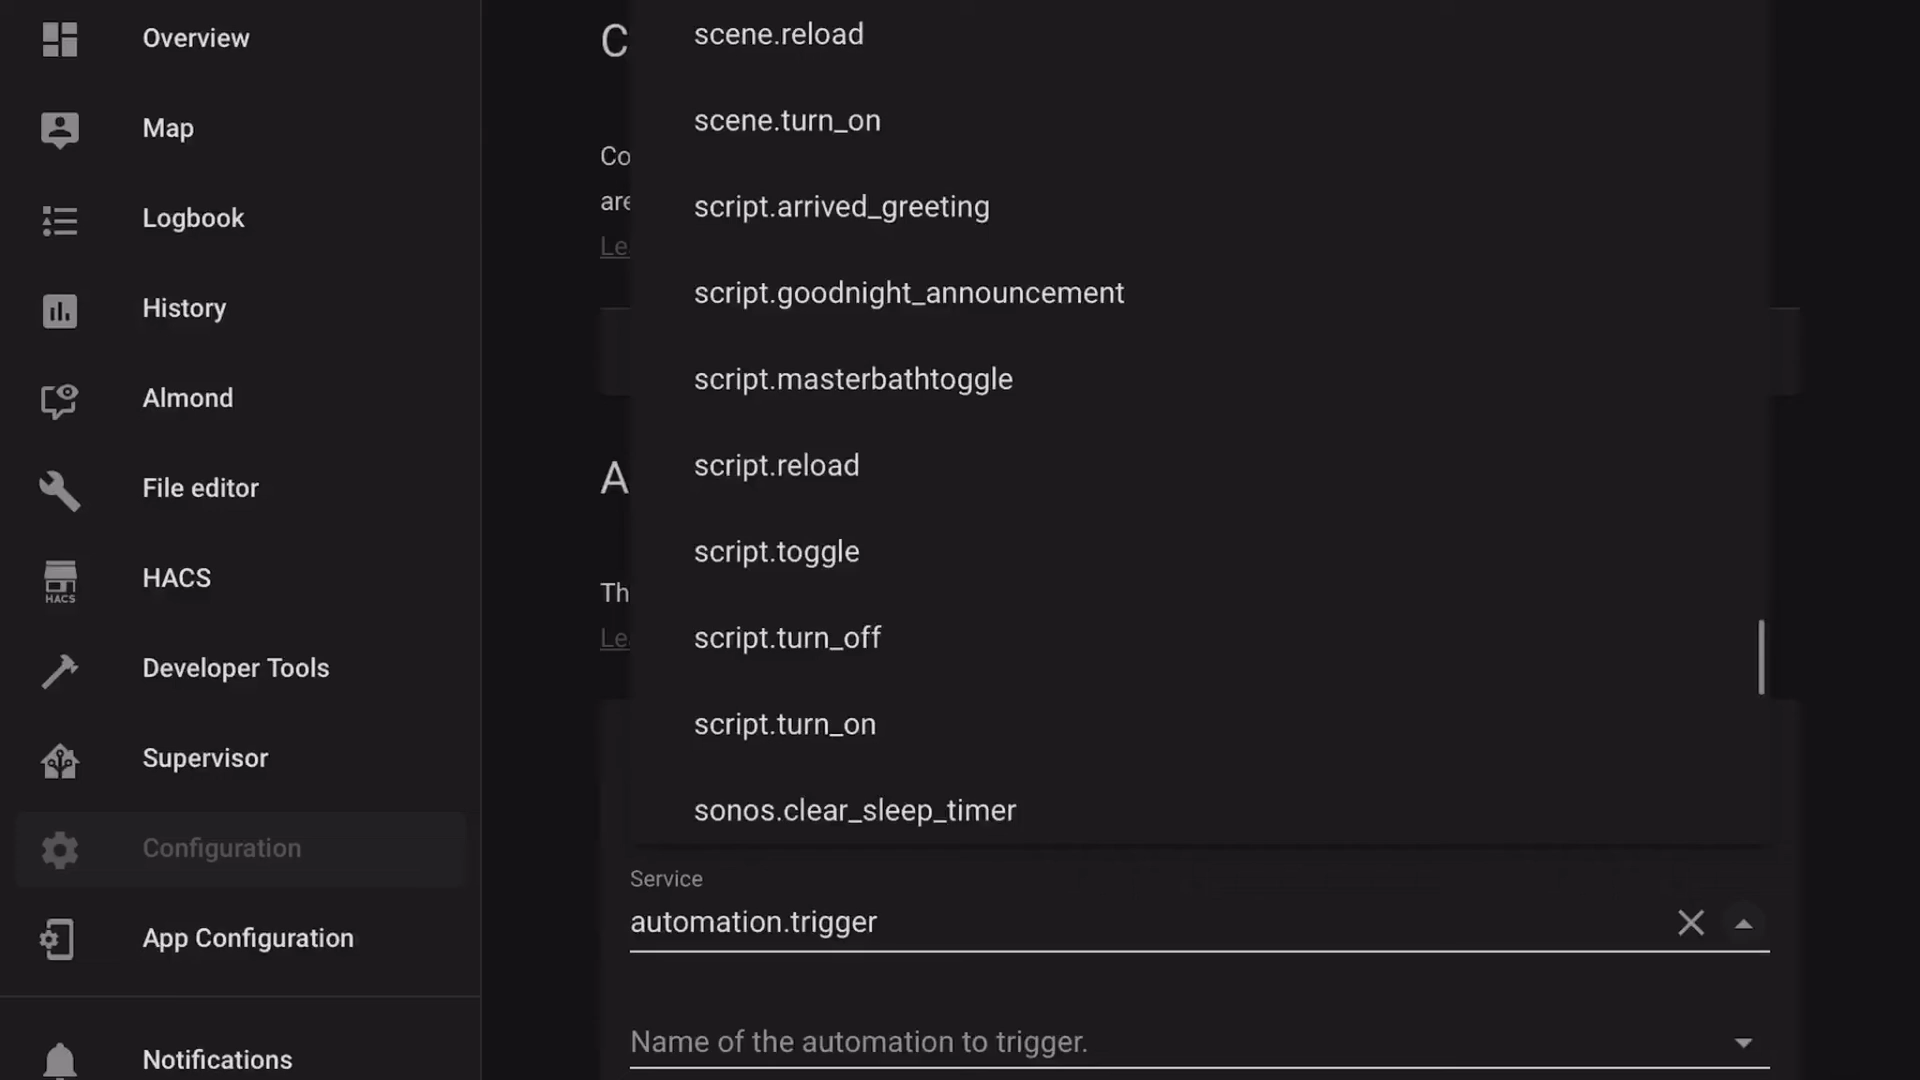 Overview
Map
Logbook
History
Almond
File editor
HACS
HACS
Developer Tools
Supervisor
Configuration
App Configuration
Notifications
C
Co
are
Le
A
Th
Le
scene.reload
scene.turn_on
script.arrived_greeting
script.goodnight_announcement
script.masterbathtoggle
script.reload
script.toggle
script.turn_off
script.turn_on
sonos.clear_sleep_timer
Service
automation.trigger
Name of the automation to trigger.